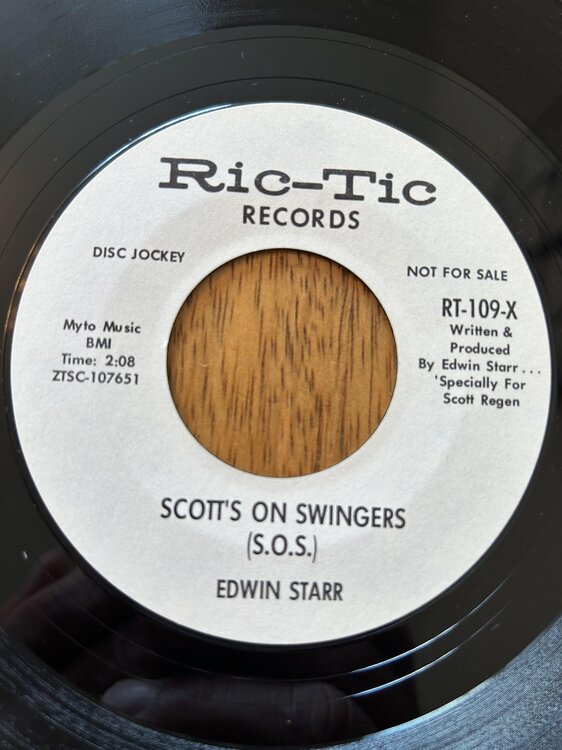 Ric-Tic
RECORDS
DISC JOCKEY
NOT FOR SALE
Myto Music
BMI
Time: 2:08
ZTSC-107651
RT-109-X
Written &
Produced
By Edwin Starr...
'Specially For
Scott Regen
SCOTT'S ON SWINGERS
(S.O.S.)
EDWIN STARR